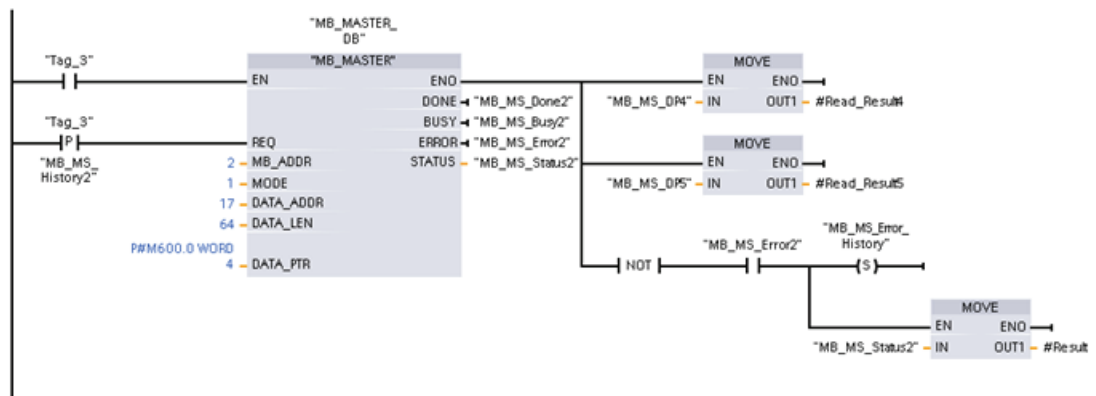 "MB_MASTER_
DB"
"Tag_3"
"MB_MASTER"
MOVE
EN
ENO
EN
ENO
DONE
"MB_MS_Done2"
"MB_MS_DP4"
IN
OUT1
#Read_Result4
"Tag_3"
BUSY
"MB_MS_Busy2"
P
REQ
ERROR
"MB_MS_Error2"
MOVE
"MB_MS_
History2"
2
MB_ADDR
STATUS
"MB_MS_Status2"
EN
ENO
1
MODE
"MB_MS_DP5"
IN
OUT1
#Read_Result5
17
DATA_ADDR
64
DATA_LEN
"MB_MS_Error_
History"
P#M600.0 WORD
4
DATA_PTR
NOT
"MB_MS_Error2"
S
MOVE
EN
ENO
"MB_MS_Status2"
IN
OUT1
#Result